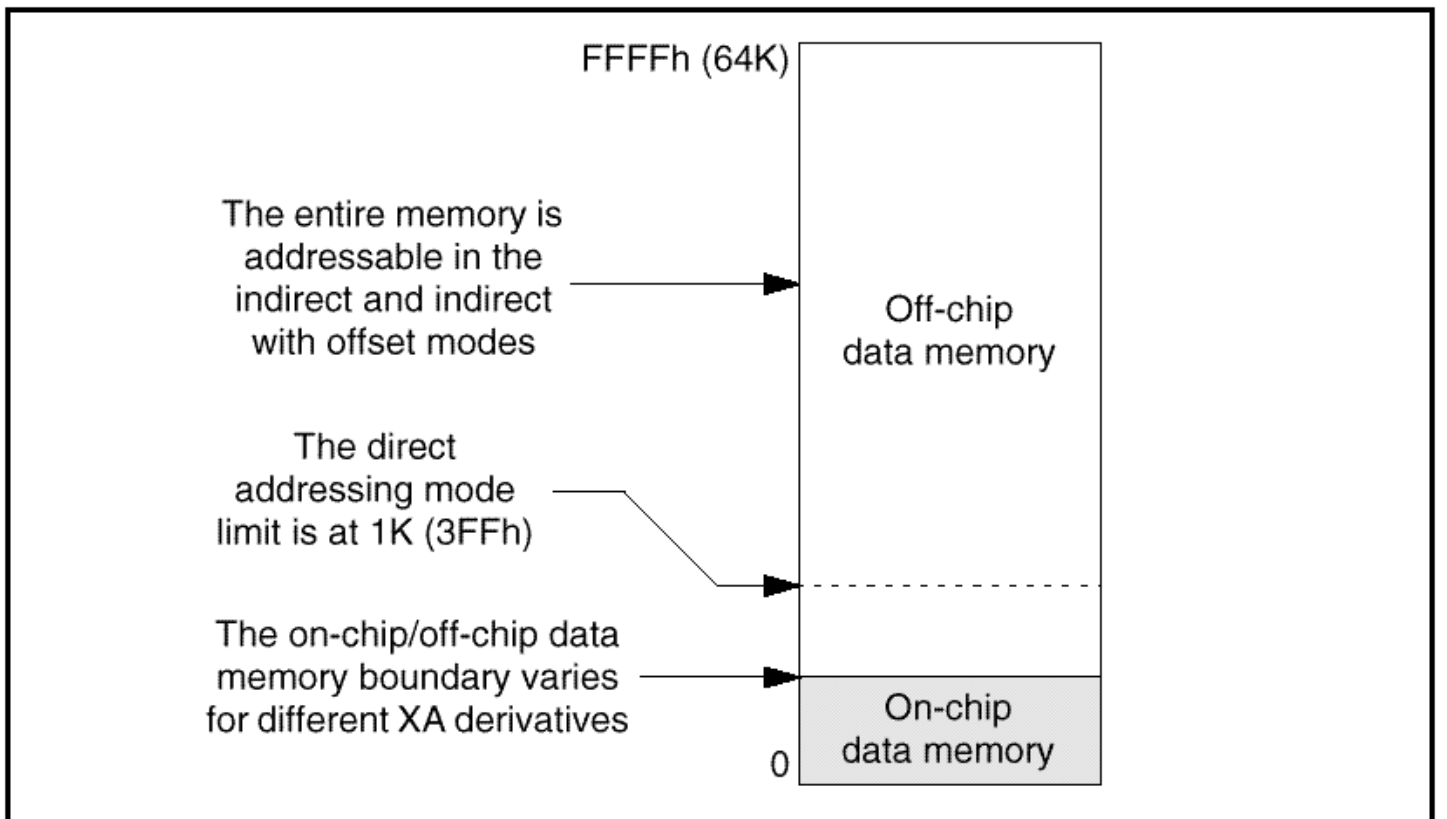 FFFFh (64K)
The entire memory is
addressable in the
indirect and indirect
with offset modes
Off-chip
data memory
The direct
addressing mode
limit is at 1K (3FFh)
The on-chip/off-chip data
memory boundary varies
for different XA derivatives
On-chip
data memory
0